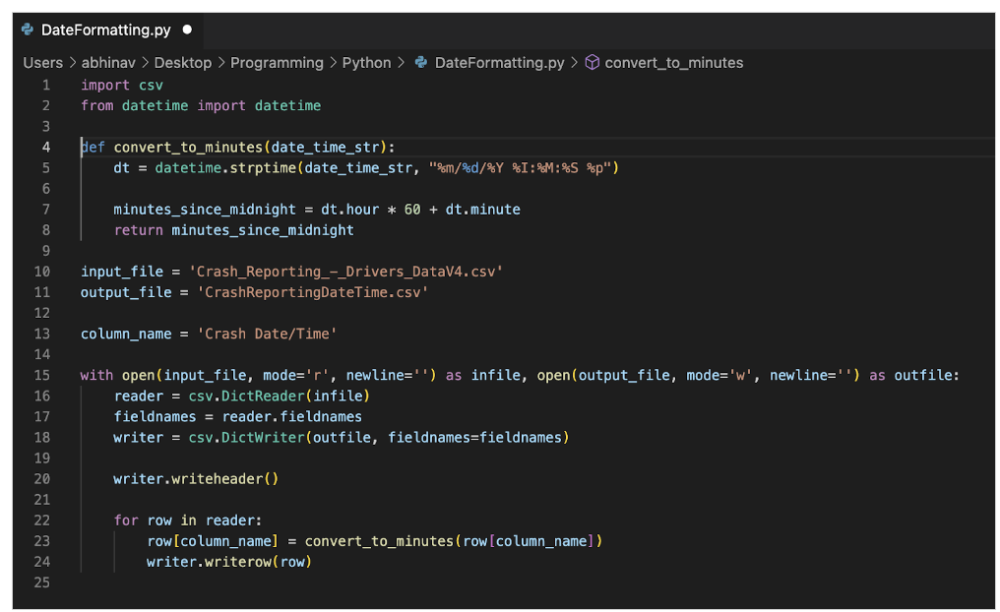 DateFormatting.py
Users > abhinav > Desktop > Programming > Python > DateFormatting.py > convert_to_minutes
1 import csv
2 from datetime import datetime
3
4 def convert_to_minutes(date_time_str):
5     dt = datetime.strptime(date_time_str, "%m/%d/%Y %I:%M:%S %p")
6
7     minutes_since_midnight = dt.hour * 60 + dt.minute
8     return minutes_since_midnight
9
10 input_file = 'Crash_Reporting_-_Drivers_DataV4.csv'
11 output_file = 'CrashReportingDateTime.csv'
12
13 column_name = 'Crash Date/Time'
14
15 with open(input_file, mode='r', newline='') as infile, open(output_file, mode='w', newline='') as outfile:
16     reader = csv.DictReader(infile)
17     fieldnames = reader.fieldnames
18     writer = csv.DictWriter(outfile, fieldnames=fieldnames)
19
20     writer.writeheader()
21
22     for row in reader:
23         row[column_name] = convert_to_minutes(row[column_name])
24         writer.writerow(row)
25